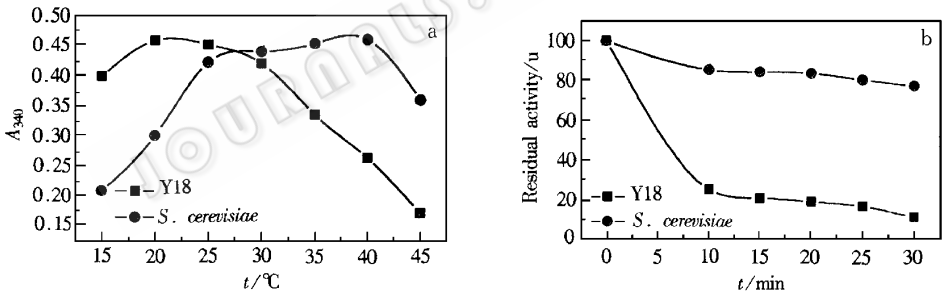 a
0.50
0.45
0.40
0.35
0.30
0.25
0.20
0.15
A340
Y18
S. cerevisiae
15 20 25 30 35 40 45
t/℃
JOURNALS.
b
100
80
60
40
20
0
Residual activity/u
Y18
S. cerevisiae
0 5 10 15 20 25 30
t/min